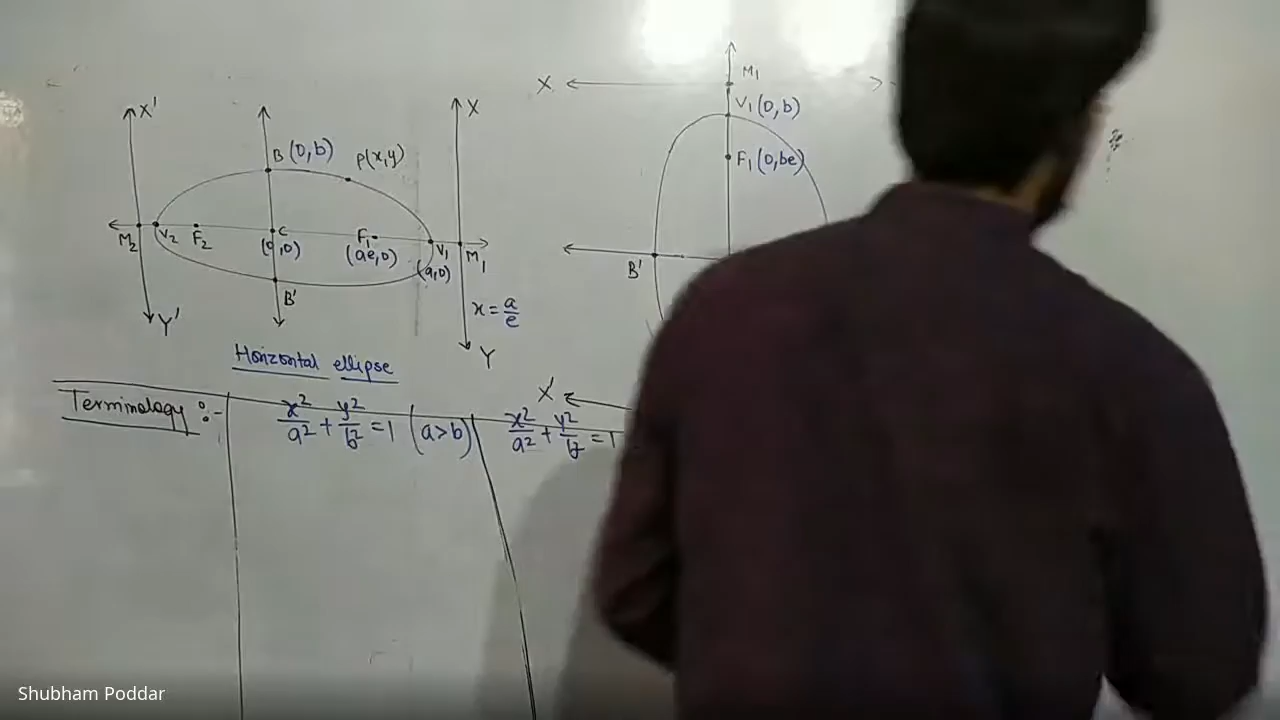 X'
X
B (0,b)
P(x,y)
M2
V2
F2
C
(0,0)
F1
(ae,0)
V1
(a,0)
M1
B'
x = a/e
Y'
Y
Horizontal ellipse
X
M1
V1 (0,b)
F1 (0,be)
B'
X'
Terminology :-
x²/a² + y²/b² = 1 (a>b)
x²/a² + y²/b² = 1
Shubham Poddar